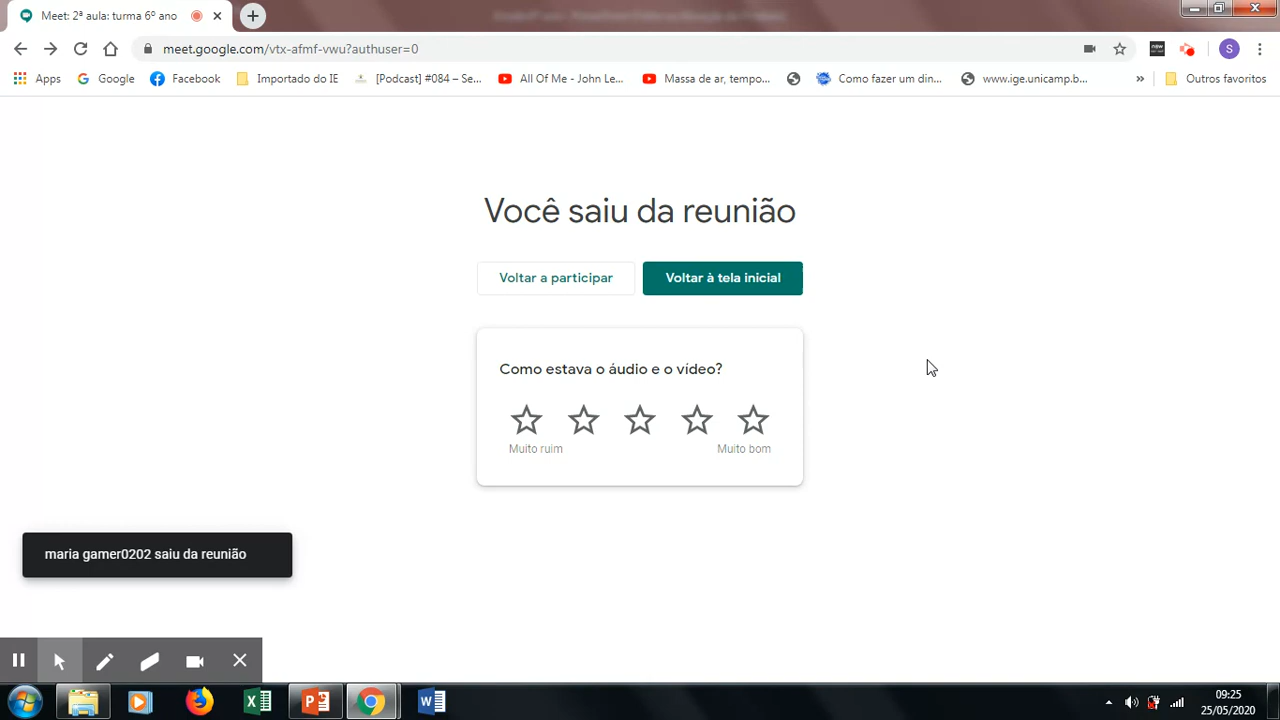 Meet: 2ª aula: turma 6º ano
meet.google.com/vtx-afmf-vwu?authuser=0
S
Apps
Google
Facebook
Importado do IE
[Podcast] #084 – Se...
All Of Me - John Le...
Massa de ar, tempo...
Como fazer um din...
www.ige.unicamp.b...
»
Outros favoritos
Você saiu da reunião
Voltar a participar
Voltar à tela inicial
Como estava o áudio e o vídeo?
Muito ruim
Muito bom
maria gamer0202 saiu da reunião
09:25
25/05/2020